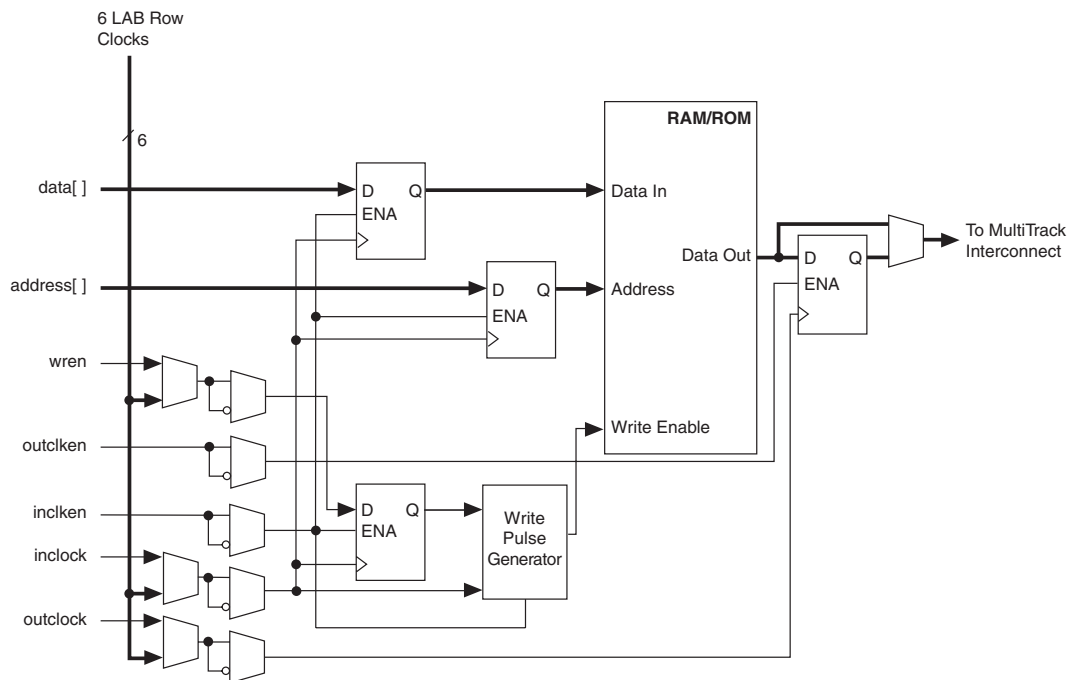 6 LAB Row
Clocks
6
RAM/ROM
data[ ]
D Q
ENA
Data In
Data Out
To MultiTrack
Interconnect
D Q
ENA
address[ ]
D Q
ENA
Address
wren
Write Enable
outclken
inclken
D Q
ENA
Write
Pulse
Generator
inclock
outclock